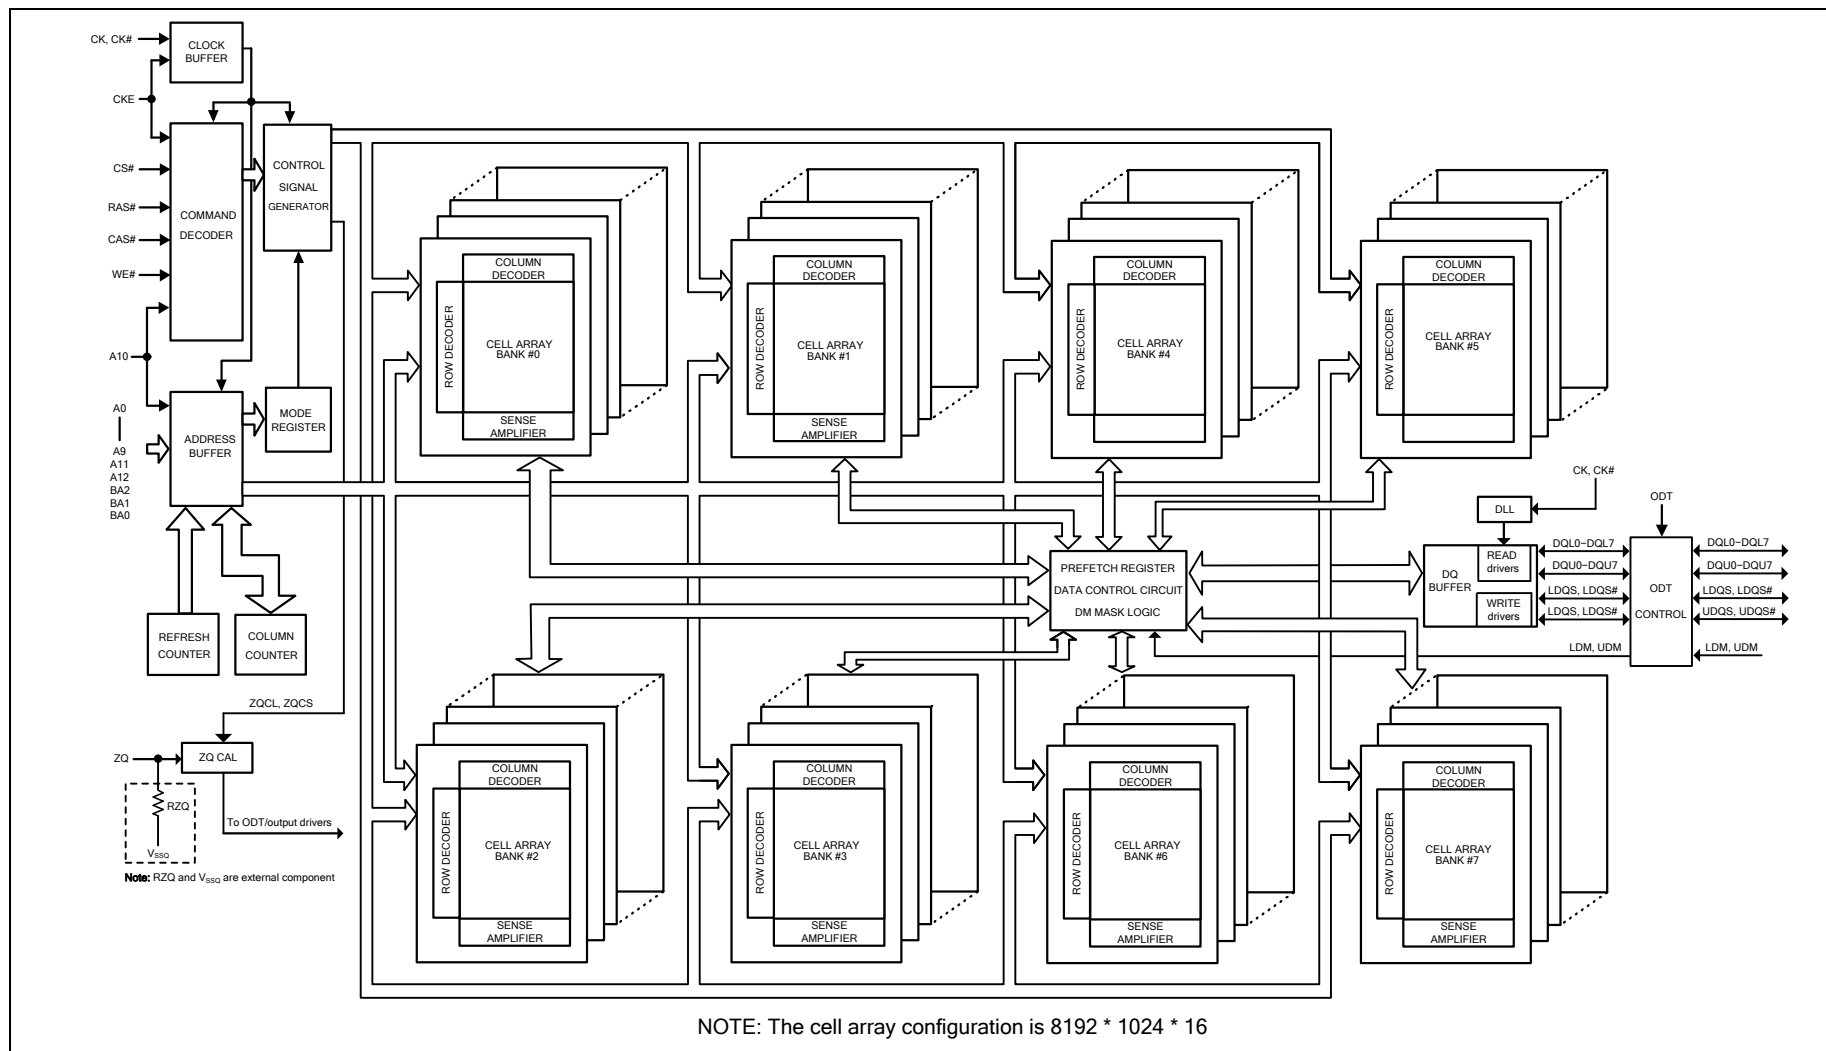 CK, CK#
CLOCK
BUFFER
CKE
CS#
RAS#
CAS#
WE#
A10
COMMAND
DECODER
CONTROL
SIGNAL
GENERATOR
A0
A9
A11
A12
BA2
BA1
BA0
ADDRESS
BUFFER
MODE
REGISTER
REFRESH
COUNTER
COLUMN
COUNTER
ZQCL, ZQCS
ZQ
ZQ CAL
RZQ
VSSQ
To ODT/output drivers
Note: RZQ and VSSQ are external component
COLUMN
DECODER
ROW DECODER
CELL ARRAY
BANK #0
SENSE
AMPLIFIER
COLUMN
DECODER
ROW DECODER
CELL ARRAY
BANK #1
SENSE
AMPLIFIER
COLUMN
DECODER
ROW DECODER
CELL ARRAY
BANK #4
COLUMN
DECODER
ROW DECODER
CELL ARRAY
BANK #5
PREFETCH REGISTER
DATA CONTROL CIRCUIT
DM MASK LOGIC
CK, CK#
DLL
DQ
BUFFER
READ
drivers
WRITE
drivers
DQL0~DQL7
DQU0~DQU7
LDQS, LDQS#
LDQS, LDQS#
LDM, UDM
ODT
ODT
CONTROL
DQL0~DQL7
DQU0~DQU7
LDQS, LDQS#
UDQS, UDQS#
LDM, UDM
COLUMN
DECODER
ROW DECODER
CELL ARRAY
BANK #2
SENSE
AMPLIFIER
COLUMN
DECODER
ROW DECODER
CELL ARRAY
BANK #3
SENSE
AMPLIFIER
COLUMN
DECODER
ROW DECODER
CELL ARRAY
BANK #6
SENSE
AMPLIFIER
COLUMN
DECODER
ROW DECODER
CELL ARRAY
BANK #7
SENSE
AMPLIFIER
NOTE: The cell array configuration is 8192 * 1024 * 16